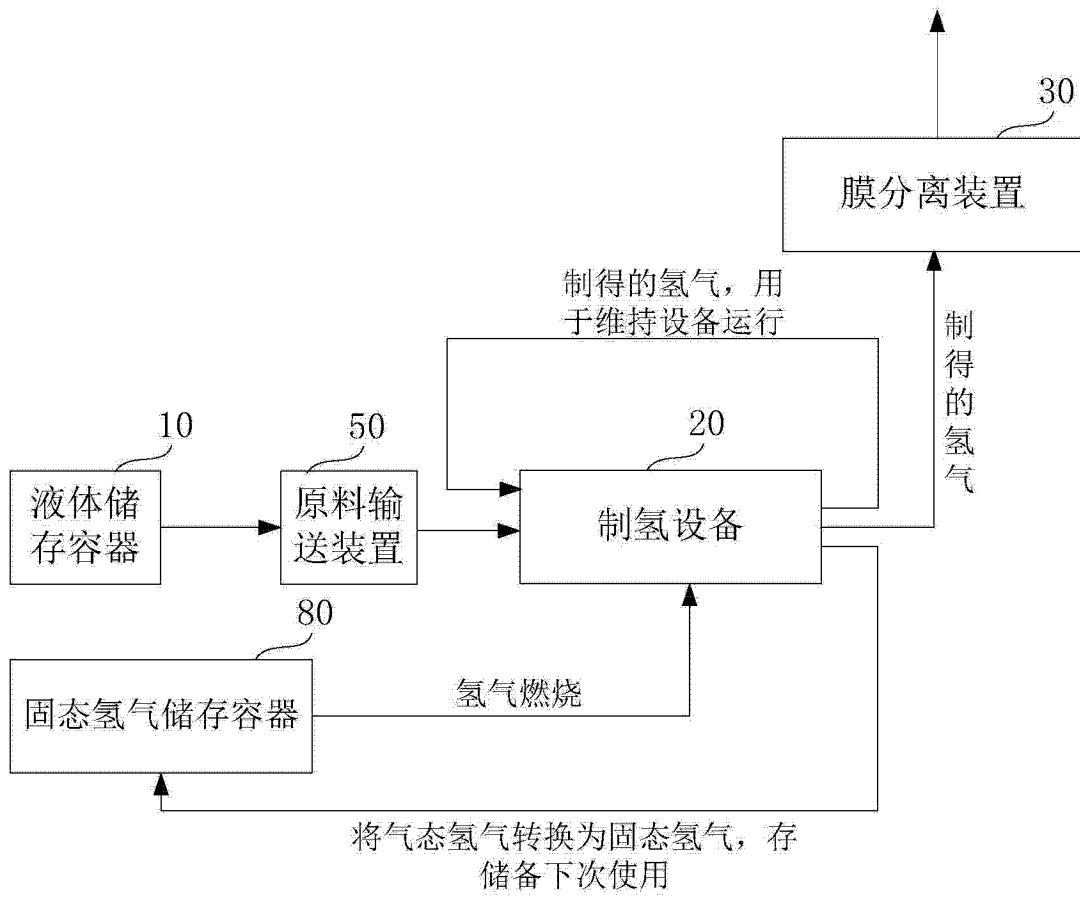 30
膜分离装置
制得的氢气，用
于维持设备运行
制
得
的
氢
气
10
50
20
液体储
存容器
原料输
送装置
制氢设备
80
固态氢气储存容器
氢气燃烧
将气态氢气转换为固态氢气，存
储备下次使用